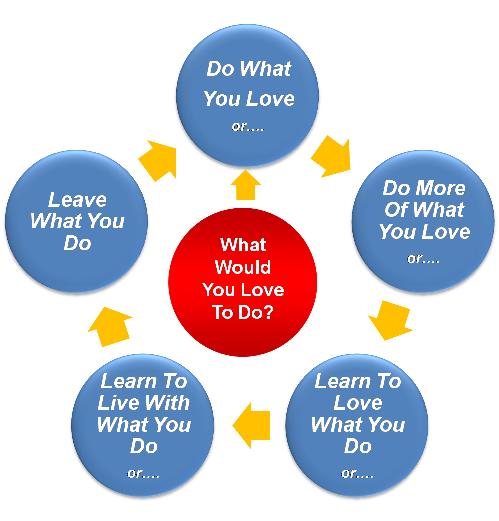 Do What
You Love
or....
Do More
Of What
You Love
or....
Learn To
Love
What You
Do
or....
Learn To
Live With
What You
Do
or....
Leave
What You
Do
What
Would
You Love
To Do?